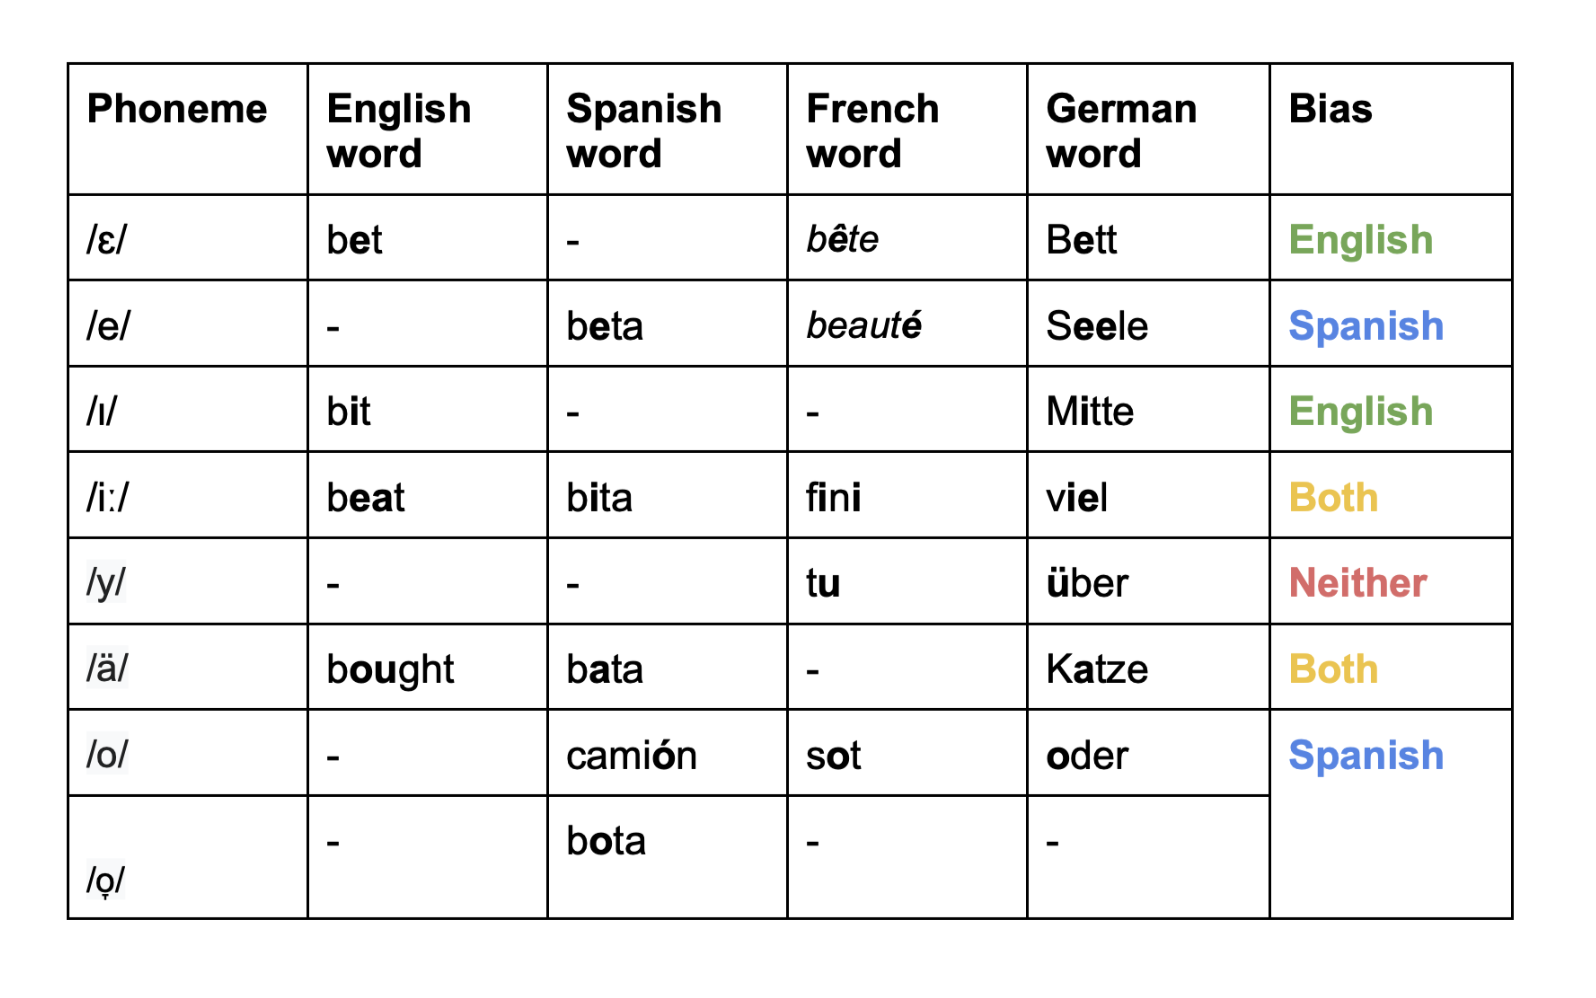 Phoneme English word Spanish word French word German word Bias
/ɛ/ bet - bête Bett English
/e/ - beta beauté Seele Spanish
/ı/ bit - - Mitte English
/iː/ beat bita fini viel Both
/y/ - - tu über Neither
/ä/ bought bata - Katze Both
/o/ - camión sot oder Spanish
/o̞/ - bota - -